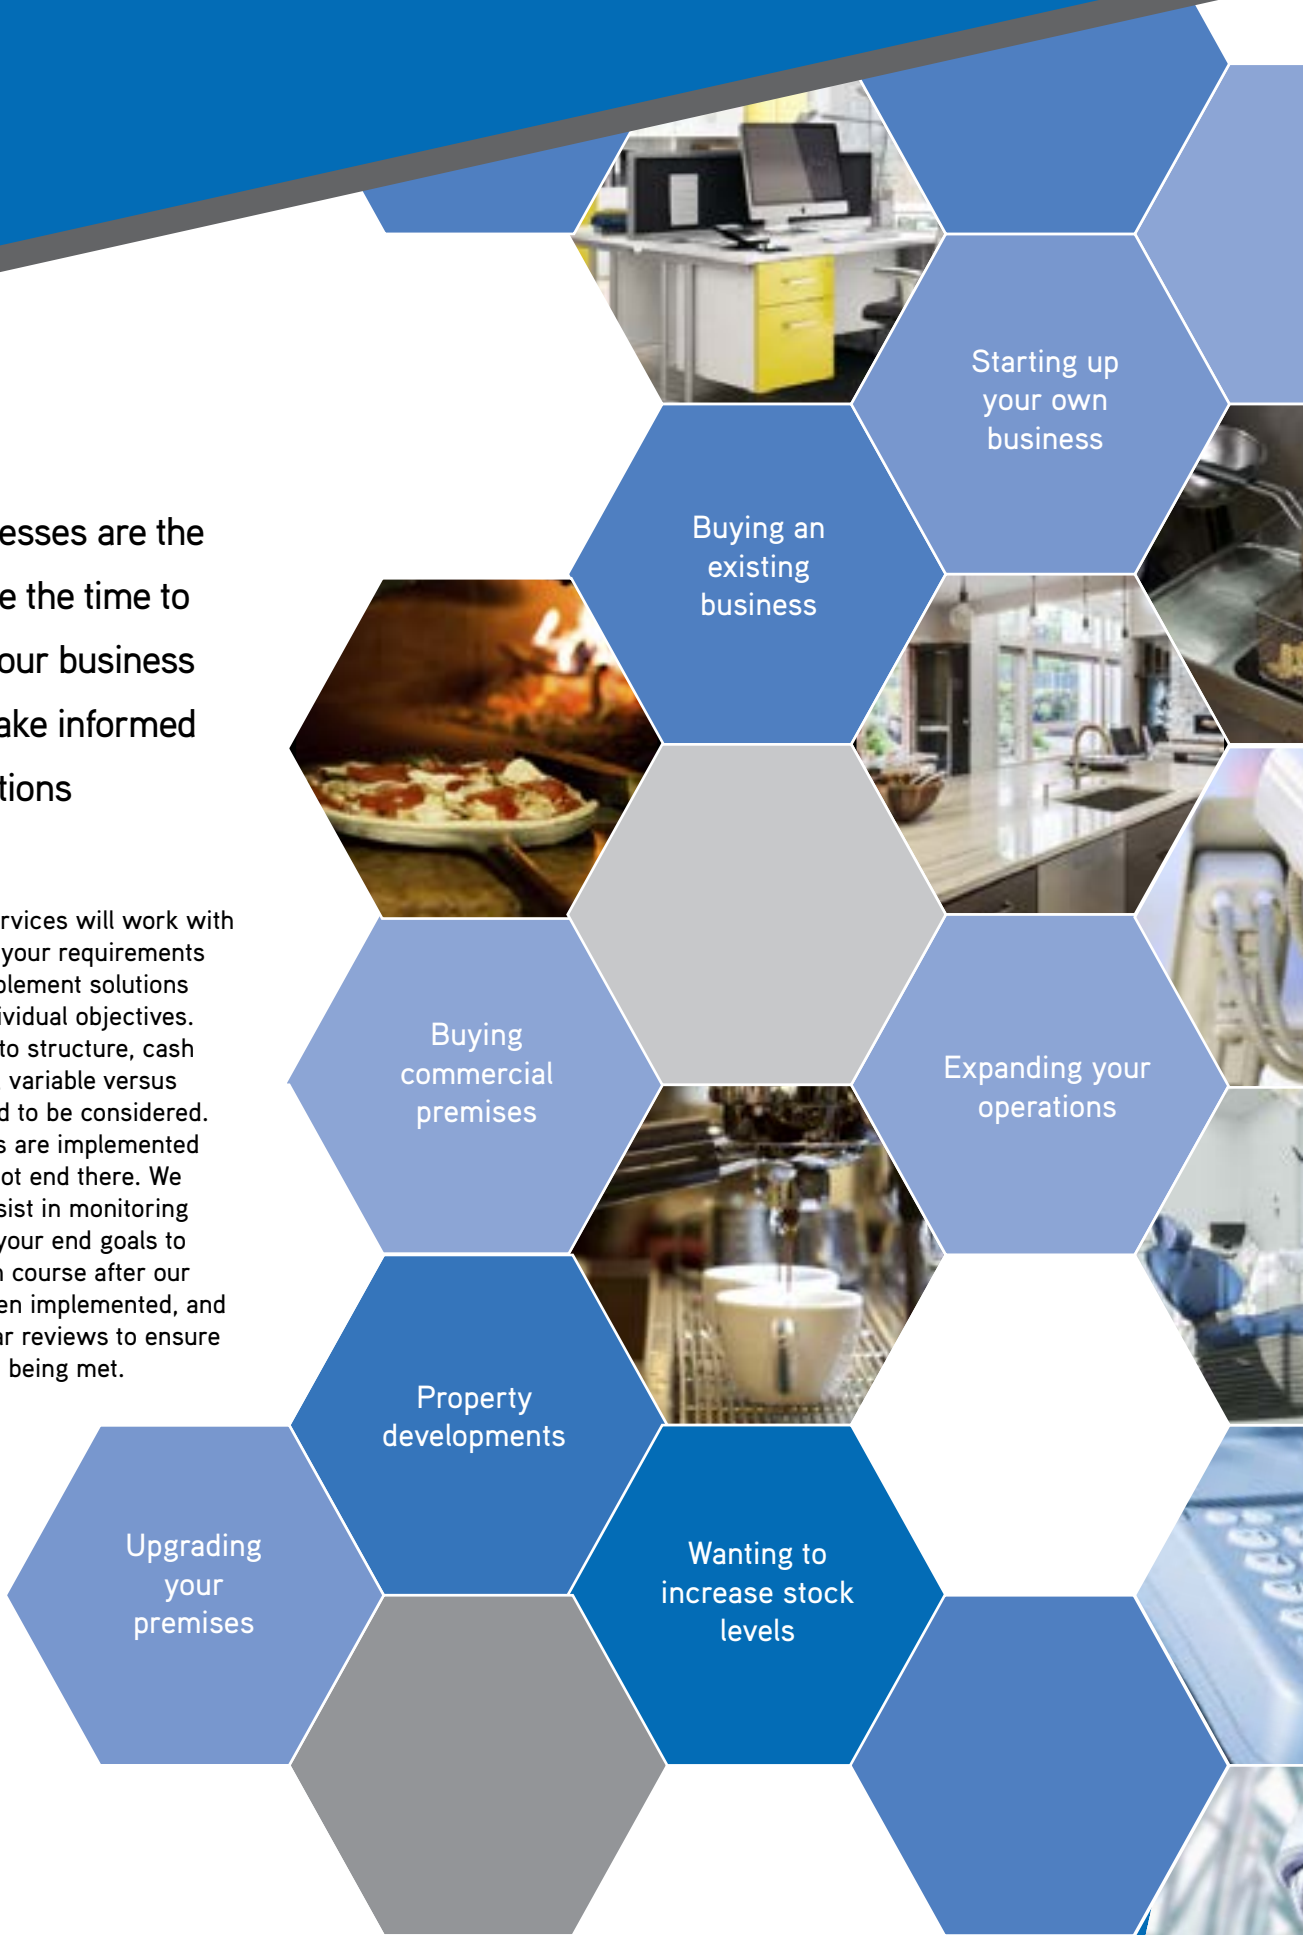 esses are the
e the time to
our business
ake informed
tions
rvices will work with
your requirements
plement solutions
ividual objectives.
to structure, cash
variable versus
d to be considered.
s are implemented
ot end there. We
sist in monitoring
your end goals to
n course after our
en implemented, and
ar reviews to ensure
being met.
Starting up
your own
business
Buying an
existing
business
Buying
commercial
premises
Expanding your
operations
Property
developments
Upgrading
your
premises
Wanting to
increase stock
levels